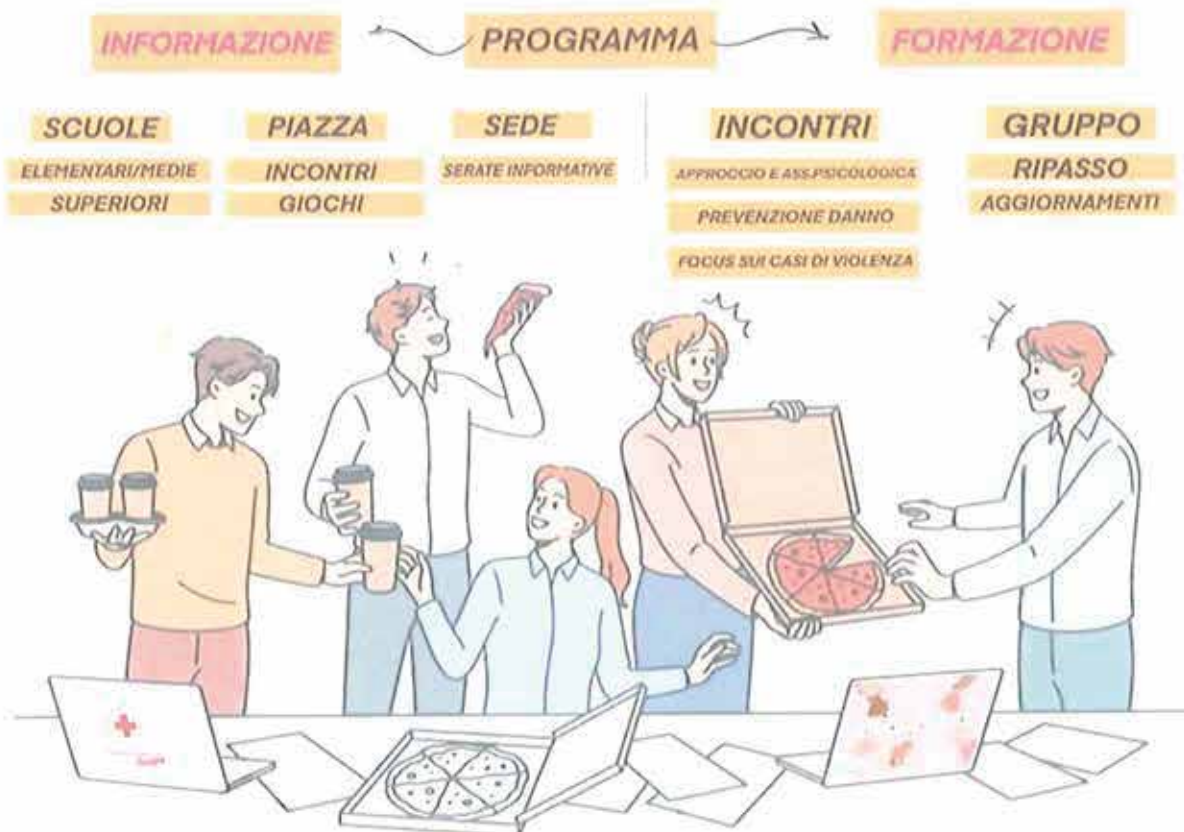 INFORMAZIONE
PROGRAMMA
FORMAZIONE
SCUOLE
ELEMENTARI/MEDIE
SUPERIORI
PIAZZA
INCONTRI
GIOCHI
SEDE
SERATE INFORMATIVE
INCONTRI
APPROCCIO E ASS.PSICOLOGICA
PREVENZIONE DANNO
FOCUS SUI CASI DI VIOLENZA
GRUPPO
RIPASSO
AGGIORNAMENTI